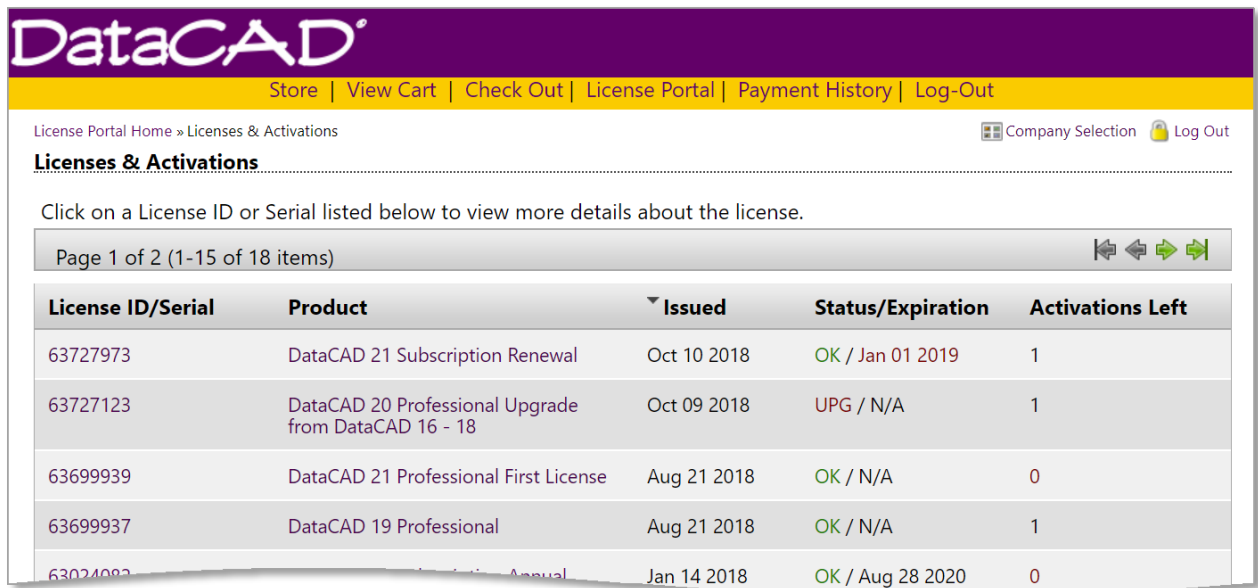 DataCAD®
Store | View Cart | Check Out | License Portal | Payment History | Log-Out
License Portal Home » Licenses & Activations Company Selection Log Out
Licenses & Activations
Click on a License ID or Serial listed below to view more details about the license.
Page 1 of 2 (1-15 of 18 items)
License ID/Serial Product Issued Status/Expiration Activations Left
63727973 DataCAD 21 Subscription Renewal Oct 10 2018 OK / Jan 01 2019 1
63727123 DataCAD 20 Professional Upgrade Oct 09 2018 UPG / N/A 1
from DataCAD 16 - 18
63699939 DataCAD 21 Professional First License Aug 21 2018 OK / N/A 0
63699937 DataCAD 19 Professional Aug 21 2018 OK / N/A 1
Annual Jan 14 2018 OK / Aug 28 2020 0